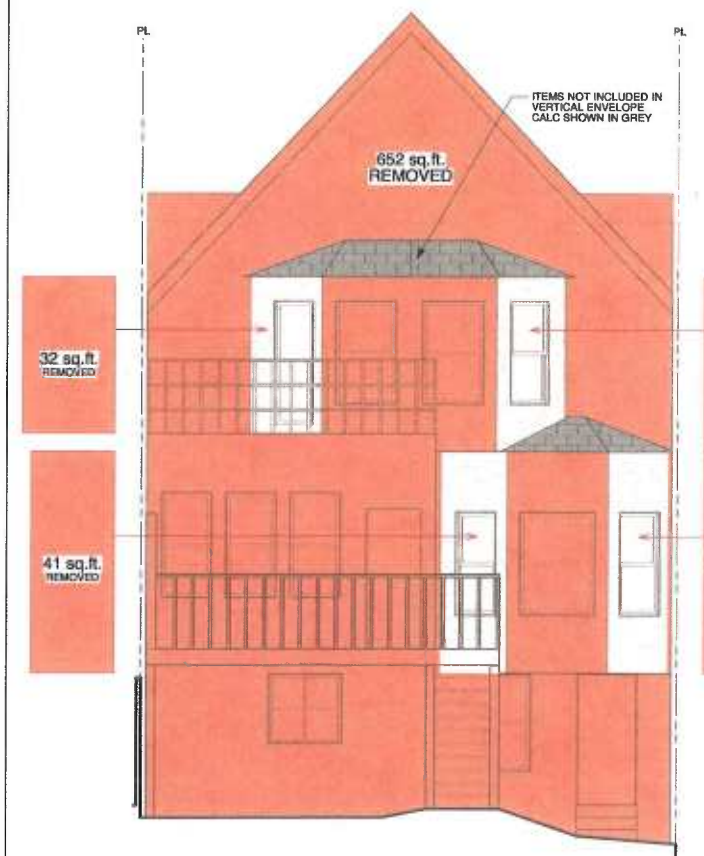 PL
PL
ITEMS NOT INCLUDED IN
VERTICAL ENVELOPE
CALC SHOWN IN GREY
652 sq.ft.
REMOVED
32 sq.ft.
REMOVED
41 sq.ft.
REMOVED